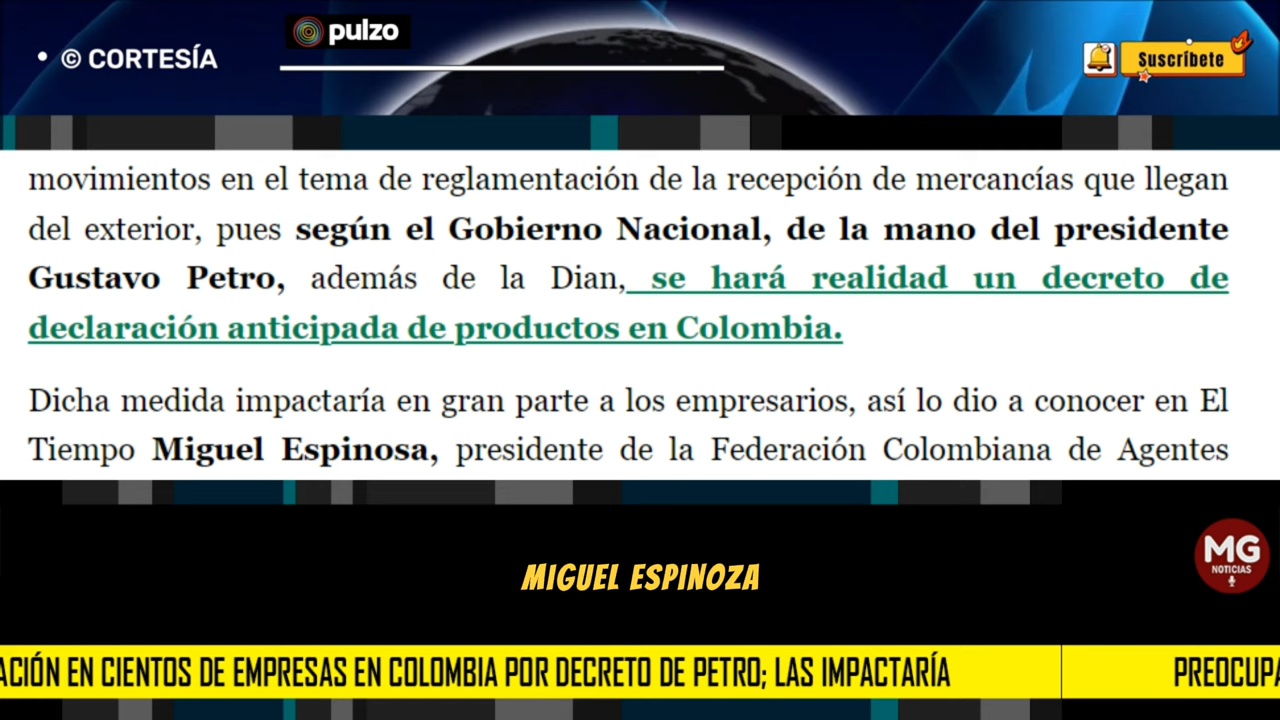 • © CORTESÍA
pulzo
Suscríbete
movimientos en el tema de reglamentación de la recepción de mercancías que llegan
del exterior, pues según el Gobierno Nacional, de la mano del presidente
Gustavo Petro, además de la Dian, se hará realidad un decreto de
declaración anticipada de productos en Colombia.
Dicha medida impactaría en gran parte a los empresarios, así lo dio a conocer en El
Tiempo Miguel Espinosa, presidente de la Federación Colombiana de Agentes
MIGUEL ESPINOZA
MG
NOTICIAS
ACIÓN EN CIENTOS DE EMPRESAS EN COLOMBIA POR DECRETO DE PETRO; LAS IMPACTARÍA
PREOCUPA